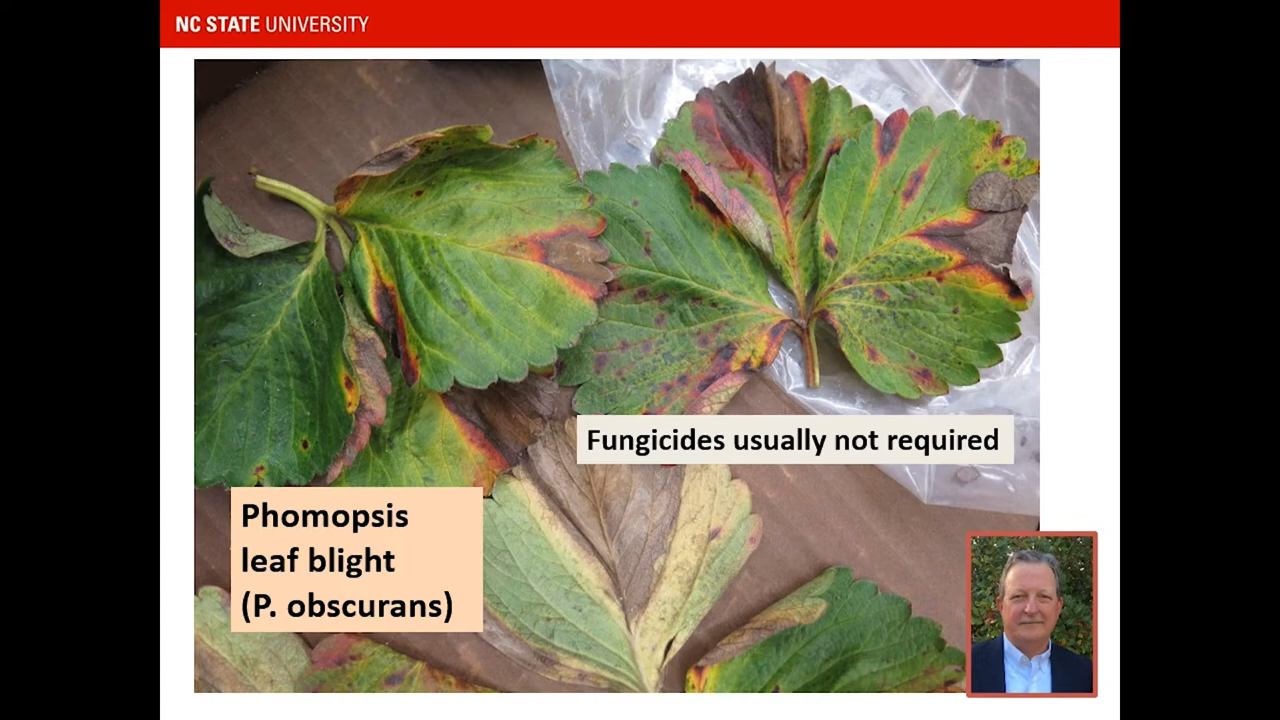 NC STATE UNIVERSITY
Fungicides usually not required
Phomopsis
leaf blight
(P. obscurans)